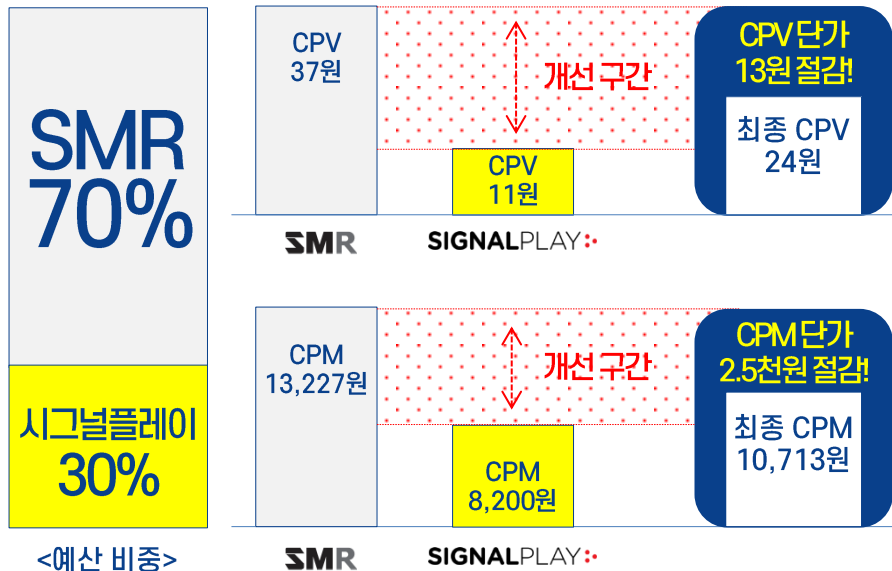 SMR
70%
시그널플레이
30%
<예산 비중>
CPV
37원
개선 구간
CPV
11원
CPV 단가
13원 절감!
최종 CPV
24원
SMR
SIGNALPLAY
CPM
13,227원
개선 구간
CPM
8,200원
CPM 단가
2.5천원 절감!
최종 CPM
10,713원
SMR
SIGNALPLAY